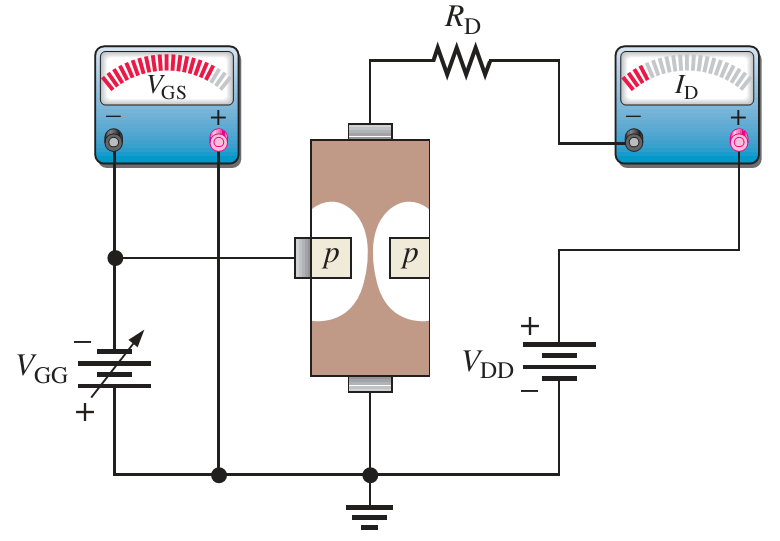 R_D
V_GS
I_D
− +
− +
p p
−
V_GG
+
+
V_DD
−